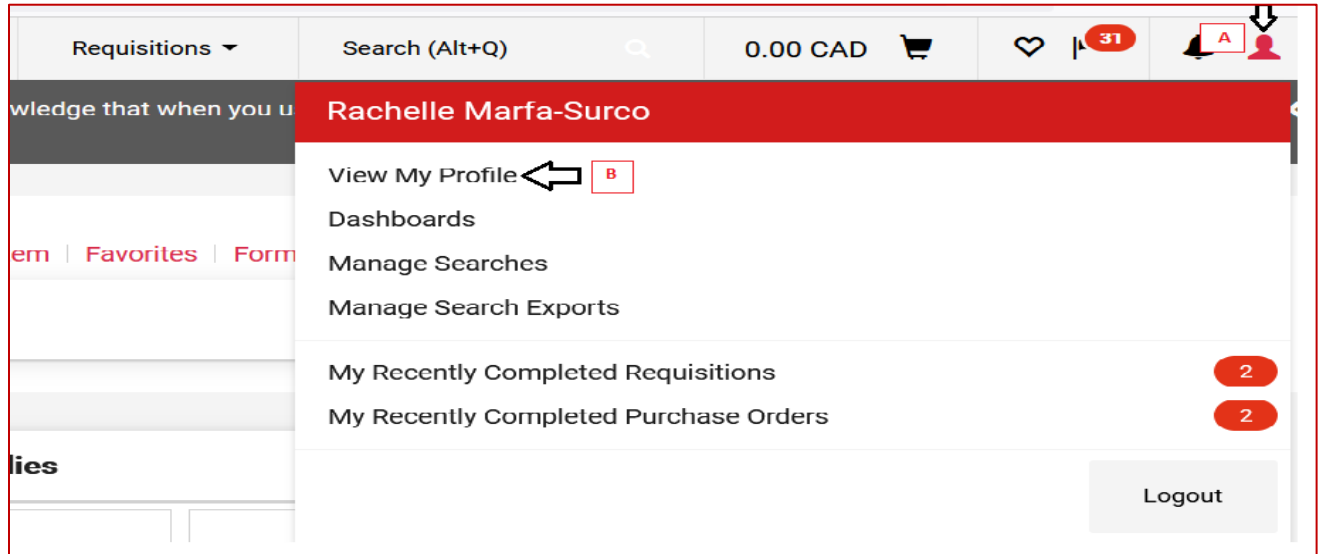 Requisitions
Search (Alt+Q)
0.00 CAD
31
A
wledge that when you u
Rachelle Marfa-Surco
View My Profile
B
Dashboards
em | Favorites | Form
Manage Searches
Manage Search Exports
My Recently Completed Requisitions 2
My Recently Completed Purchase Orders 2
lies
Logout